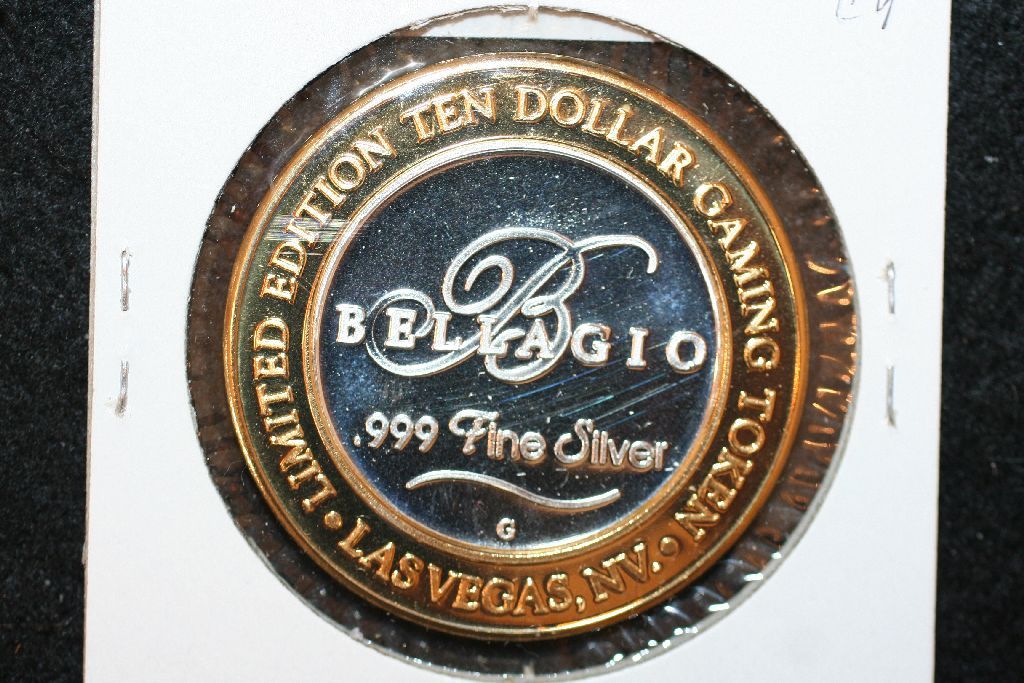 LIMITED EDITION TEN DOLLAR GAMING TOKEN
B
BELLAGIO
.999 Fine Silver
G
• LAS VEGAS, NV. •